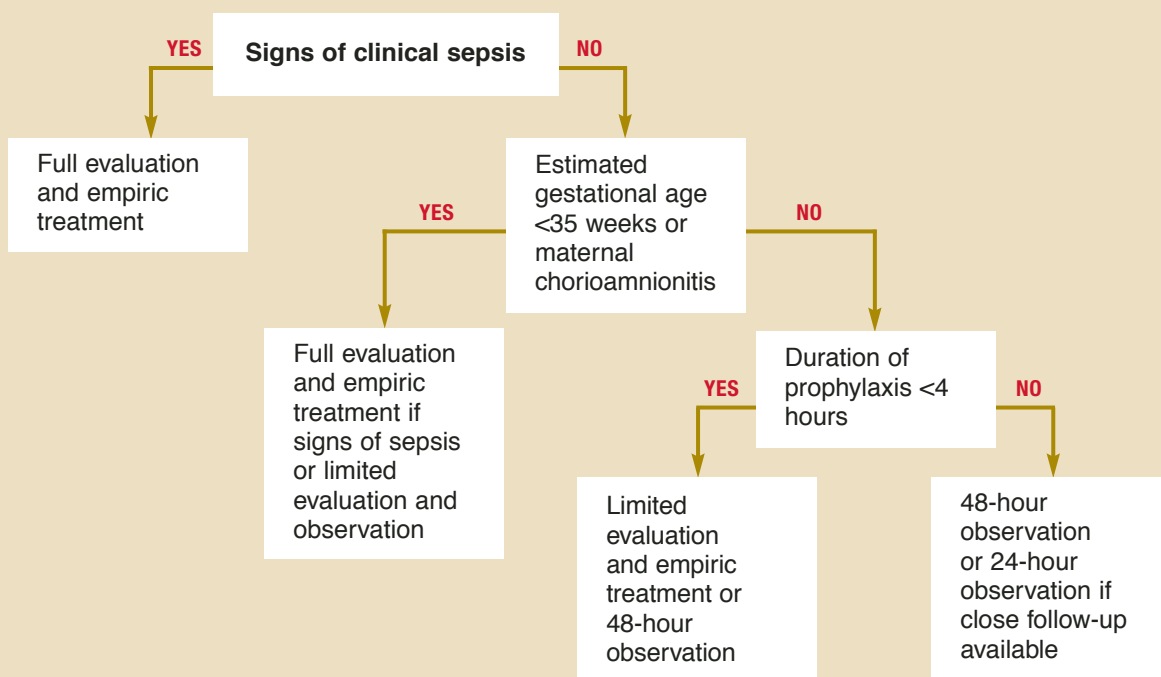 YES
Signs of clinical sepsis
NO
Full evaluation
and empiric
treatment
Estimated
gestational age
<35 weeks or
maternal
chorioamnionitis
YES
NO
Full evaluation
and empiric
treatment if
signs of sepsis
or limited
evaluation and
observation
Duration of
prophylaxis <4
hours
YES
NO
Limited
evaluation
and empiric
treatment or
48-hour
observation
48-hour
observation
or 24-hour
observation if
close follow-up
available